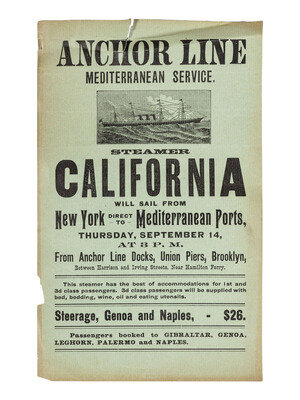 ANCHOR LINE
MEDITERRANEAN SERVICE.
STEAMER
CALIFORNIA
WILL SAIL FROM
New York DIRECT TO Mediterranean Ports,
THURSDAY, SEPTEMBER 14,
AT 3 P. M.
From Anchor Line Docks, Union Piers, Brooklyn,
Between Harrison and Irving Streets, Near Hamilton Ferry.
This steamer has the best of accommodations for 1st and
3d class passengers. 3d class passengers will be supplied with
bed, bedding, wine, oil and eating utensils.
Steerage, Genoa and Naples, - $26.
Passengers booked to GIBRALTAR, GENOA,
LEGHORN, PALERMO and NAPLES.